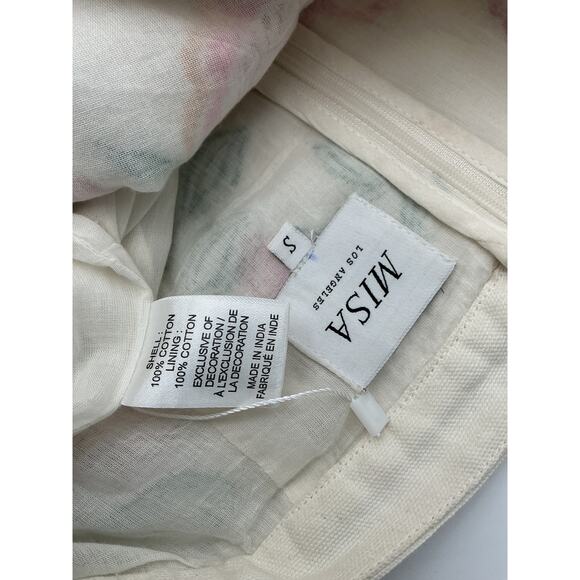 MISA
LOS ANGELES
S
SHELL :
100% COTTON
LINING :
100% COTTON
EXCLUSIVE OF
DECORATION/
À L'EXCLUSION DE
LA DECORATION
MADE IN INDIA
FABRIQUÉ EN INDE